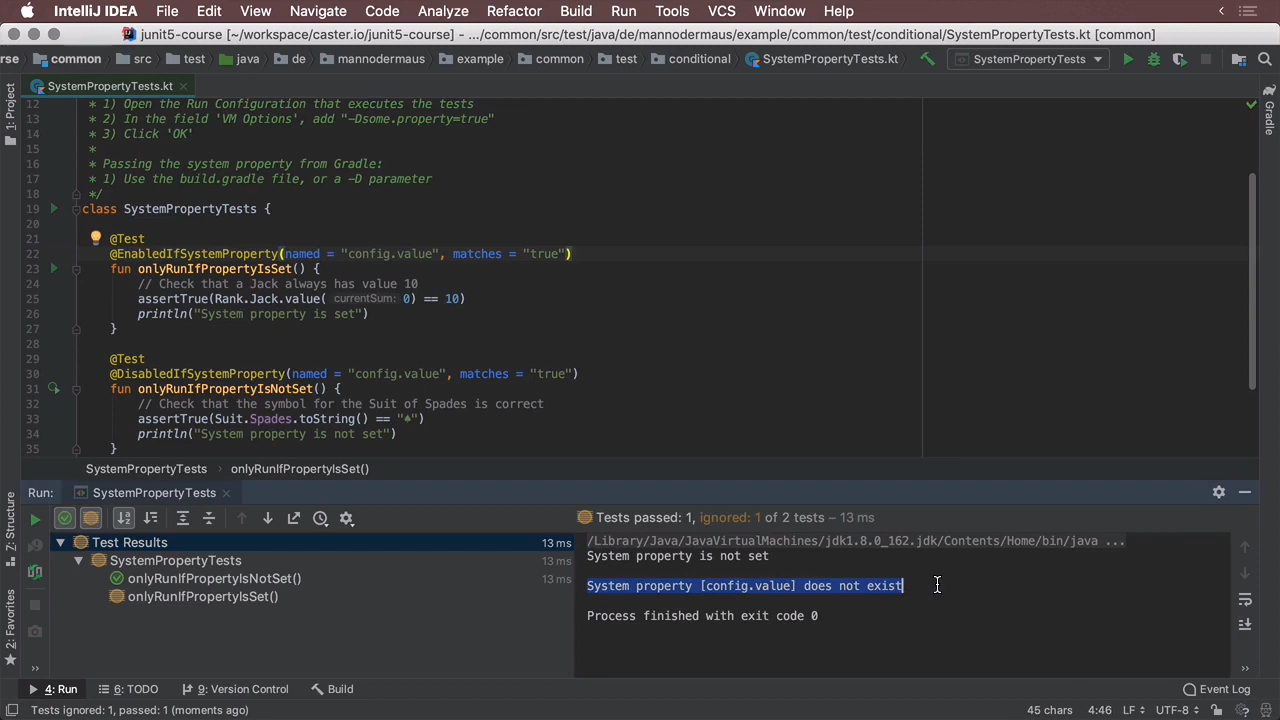 IntelliJ IDEA File Edit View Navigate Code Analyze Refactor Build Run Tools VCS Window Help
junit5-course [~/workspace/caster.io/junit5-course] - .../common/src/test/java/de/mannodermaus/example/common/test/conditional/SystemPropertyTests.kt [common]
rse common src test java de mannodermaus example common test conditional SystemPropertyTests.kt SystemPropertyTests
SystemPropertyTests.kt
12 * 1) Open the Run Configuration that executes the tests
13 * 2) In the field 'VM Options', add "-Dsome.property=true"
14 * 3) Click 'OK'
15 *
16 * Passing the system property from Gradle:
17 * 1) Use the build.gradle file, or a -D parameter
18 */
19 class SystemPropertyTests {
20
21 @Test
22 @EnabledIfSystemProperty(named = "config.value", matches = "true")
23 fun onlyRunIfPropertyIsSet() {
24 // Check that a Jack always has value 10
25 assertTrue(Rank.Jack.value( currentSum: 0) == 10)
26 println("System property is set")
27 }
28
29 @Test
30 @DisabledIfSystemProperty(named = "config.value", matches = "true")
31 fun onlyRunIfPropertyIsNotSet() {
32 // Check that the symbol for the Suit of Spades is correct
33 assertTrue(Suit.Spades.toString() == "♠")
34 println("System property is not set")
35 }
SystemPropertyTests › onlyRunIfPropertyIsSet()
1: Project
Gradle
Z: Structure
2: Favorites
Run: SystemPropertyTests
Tests passed: 1, ignored: 1 of 2 tests – 13 ms
Test Results 13 ms
SystemPropertyTests 13 ms
onlyRunIfPropertyIsNotSet() 13 ms
onlyRunIfPropertyIsSet()
/Library/Java/JavaVirtualMachines/jdk1.8.0_162.jdk/Contents/Home/bin/java ...
System property is not set
System property [config.value] does not exist
Process finished with exit code 0
4: Run 6: TODO 9: Version Control Build Event Log
Tests ignored: 1, passed: 1 (moments ago) 45 chars 4:46 LF UTF-8